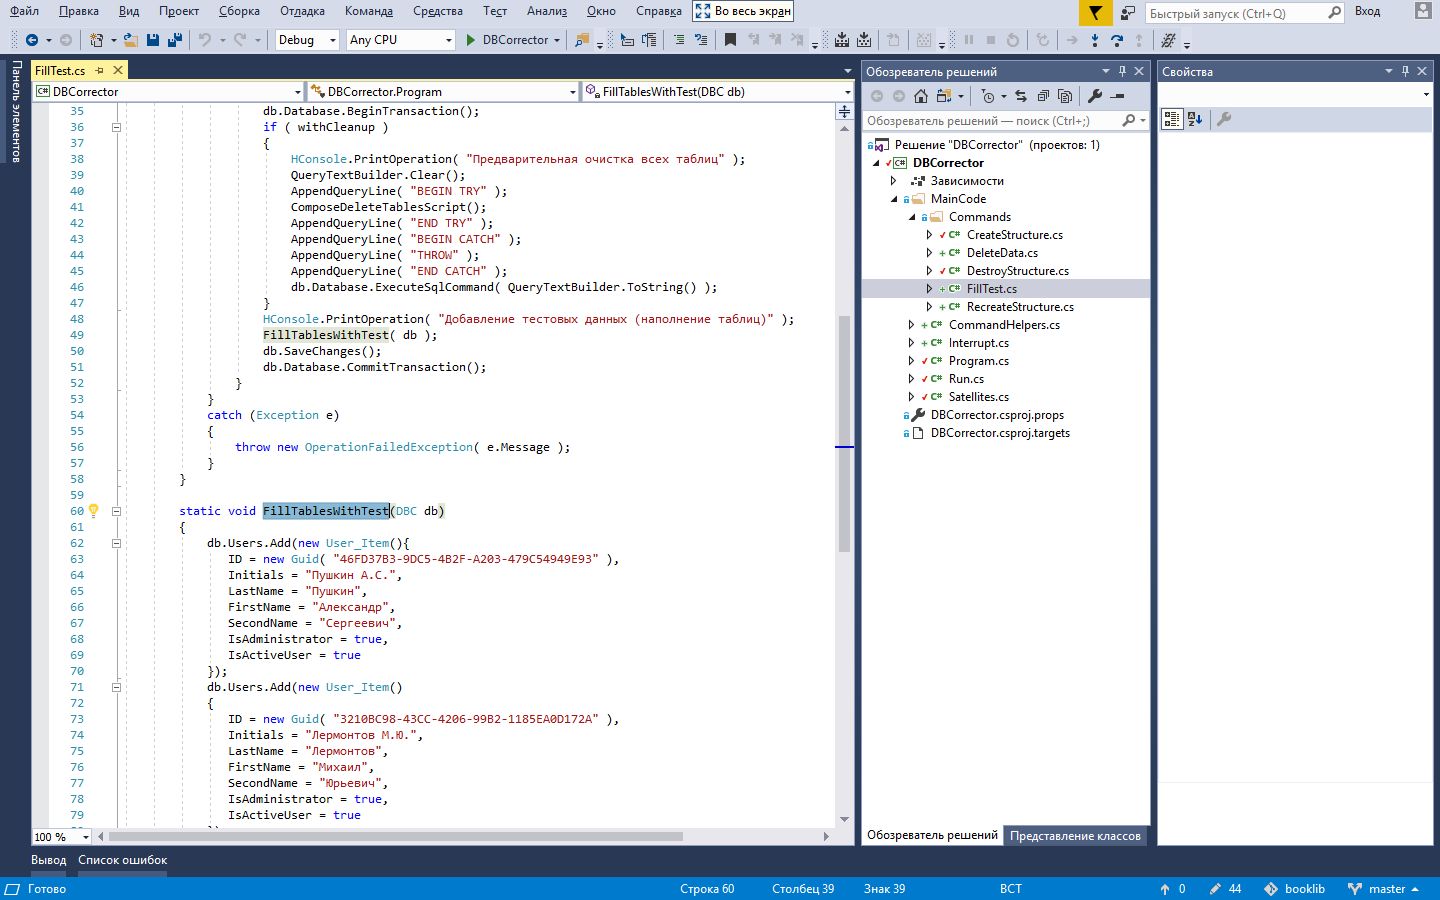 Файл Правка Вид Проект Сборка Отладка Команда Средства Тест Анализ Окно Справка Во весь экран Быстрый запуск (Ctrl+Q) Вход
Debug Any CPU DBCorrector
Панель элементов
FillTest.cs
DBCorrector DBCorrector.Program FillTablesWithTest(DBC db)
35 db.Database.BeginTransaction();
36 if ( withCleanup )
37 {
38 HConsole.PrintOperation( "Предварительная очистка всех таблиц" );
39 QueryTextBuilder.Clear();
40 AppendQueryLine( "BEGIN TRY" );
41 ComposeDeleteTablesScript();
42 AppendQueryLine( "END TRY" );
43 AppendQueryLine( "BEGIN CATCH" );
44 AppendQueryLine( "THROW" );
45 AppendQueryLine( "END CATCH" );
46 db.Database.ExecuteSqlCommand( QueryTextBuilder.ToString() );
47 }
48 HConsole.PrintOperation( "Добавление тестовых данных (наполнение таблиц)" );
49 FillTablesWithTest( db );
50 db.SaveChanges();
51 db.Database.CommitTransaction();
52 }
53 }
54 catch (Exception e)
55 {
56 throw new OperationFailedException( e.Message );
57 }
58 }
59
60 static void FillTablesWithTest(DBC db)
61 {
62 db.Users.Add(new User_Item(){
63 ID = new Guid( "46FD37B3-9DC5-4B2F-A203-479C54949E93" ),
64 Initials = "Пушкин А.С.",
65 LastName = "Пушкин",
66 FirstName = "Александр",
67 SecondName = "Сергеевич",
68 IsAdministrator = true,
69 IsActiveUser = true
70 });
71 db.Users.Add(new User_Item()
72 {
73 ID = new Guid( "3210BC98-43CC-4206-99B2-1185EA0D172A" ),
74 Initials = "Лермонтов М.Ю.",
75 LastName = "Лермонтов",
76 FirstName = "Михаил",
77 SecondName = "Юрьевич",
78 IsAdministrator = true,
79 IsActiveUser = true
100 %
Обозреватель решений
Обозреватель решений — поиск (Ctrl+;)
Решение "DBCorrector" (проектов: 1)
C# DBCorrector
Зависимости
MainCode
Commands
C# CreateStructure.cs
C# DeleteData.cs
C# DestroyStructure.cs
C# FillTest.cs
C# RecreateStructure.cs
C# CommandHelpers.cs
C# Interrupt.cs
C# Program.cs
C# Run.cs
C# Satellites.cs
DBCorrector.csproj.props
DBCorrector.csproj.targets
Обозреватель решений Представление классов
Свойства
Вывод Список ошибок
Готово Строка 60 Столбец 39 Знак 39 ВСТ 0 44 booklib master